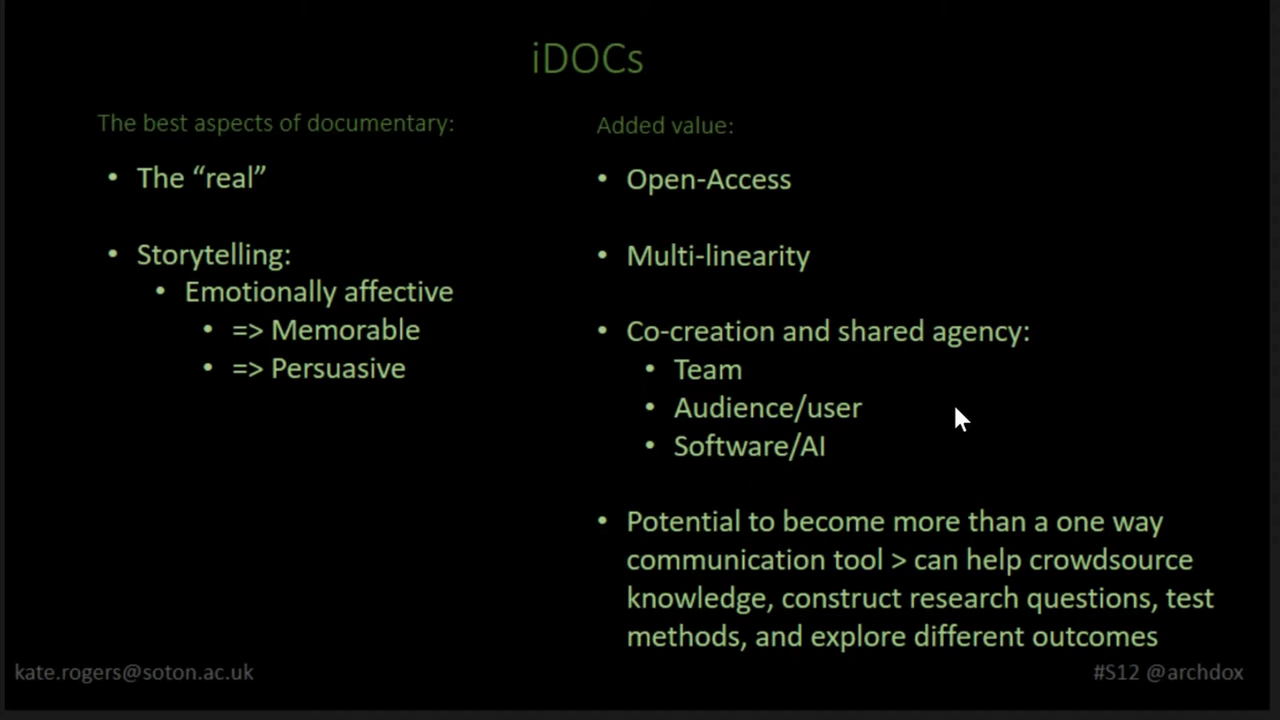 iDOCs
The best aspects of documentary:
• The “real”
• Storytelling:
• Emotionally affective
• => Memorable
• => Persuasive
Added value:
• Open-Access
• Multi-linearity
• Co-creation and shared agency:
• Team
• Audience/user
• Software/AI
• Potential to become more than a one way
communication tool > can help crowdsource
knowledge, construct research questions, test
methods, and explore different outcomes
kate.rogers@soton.ac.uk
#S12 @archdox